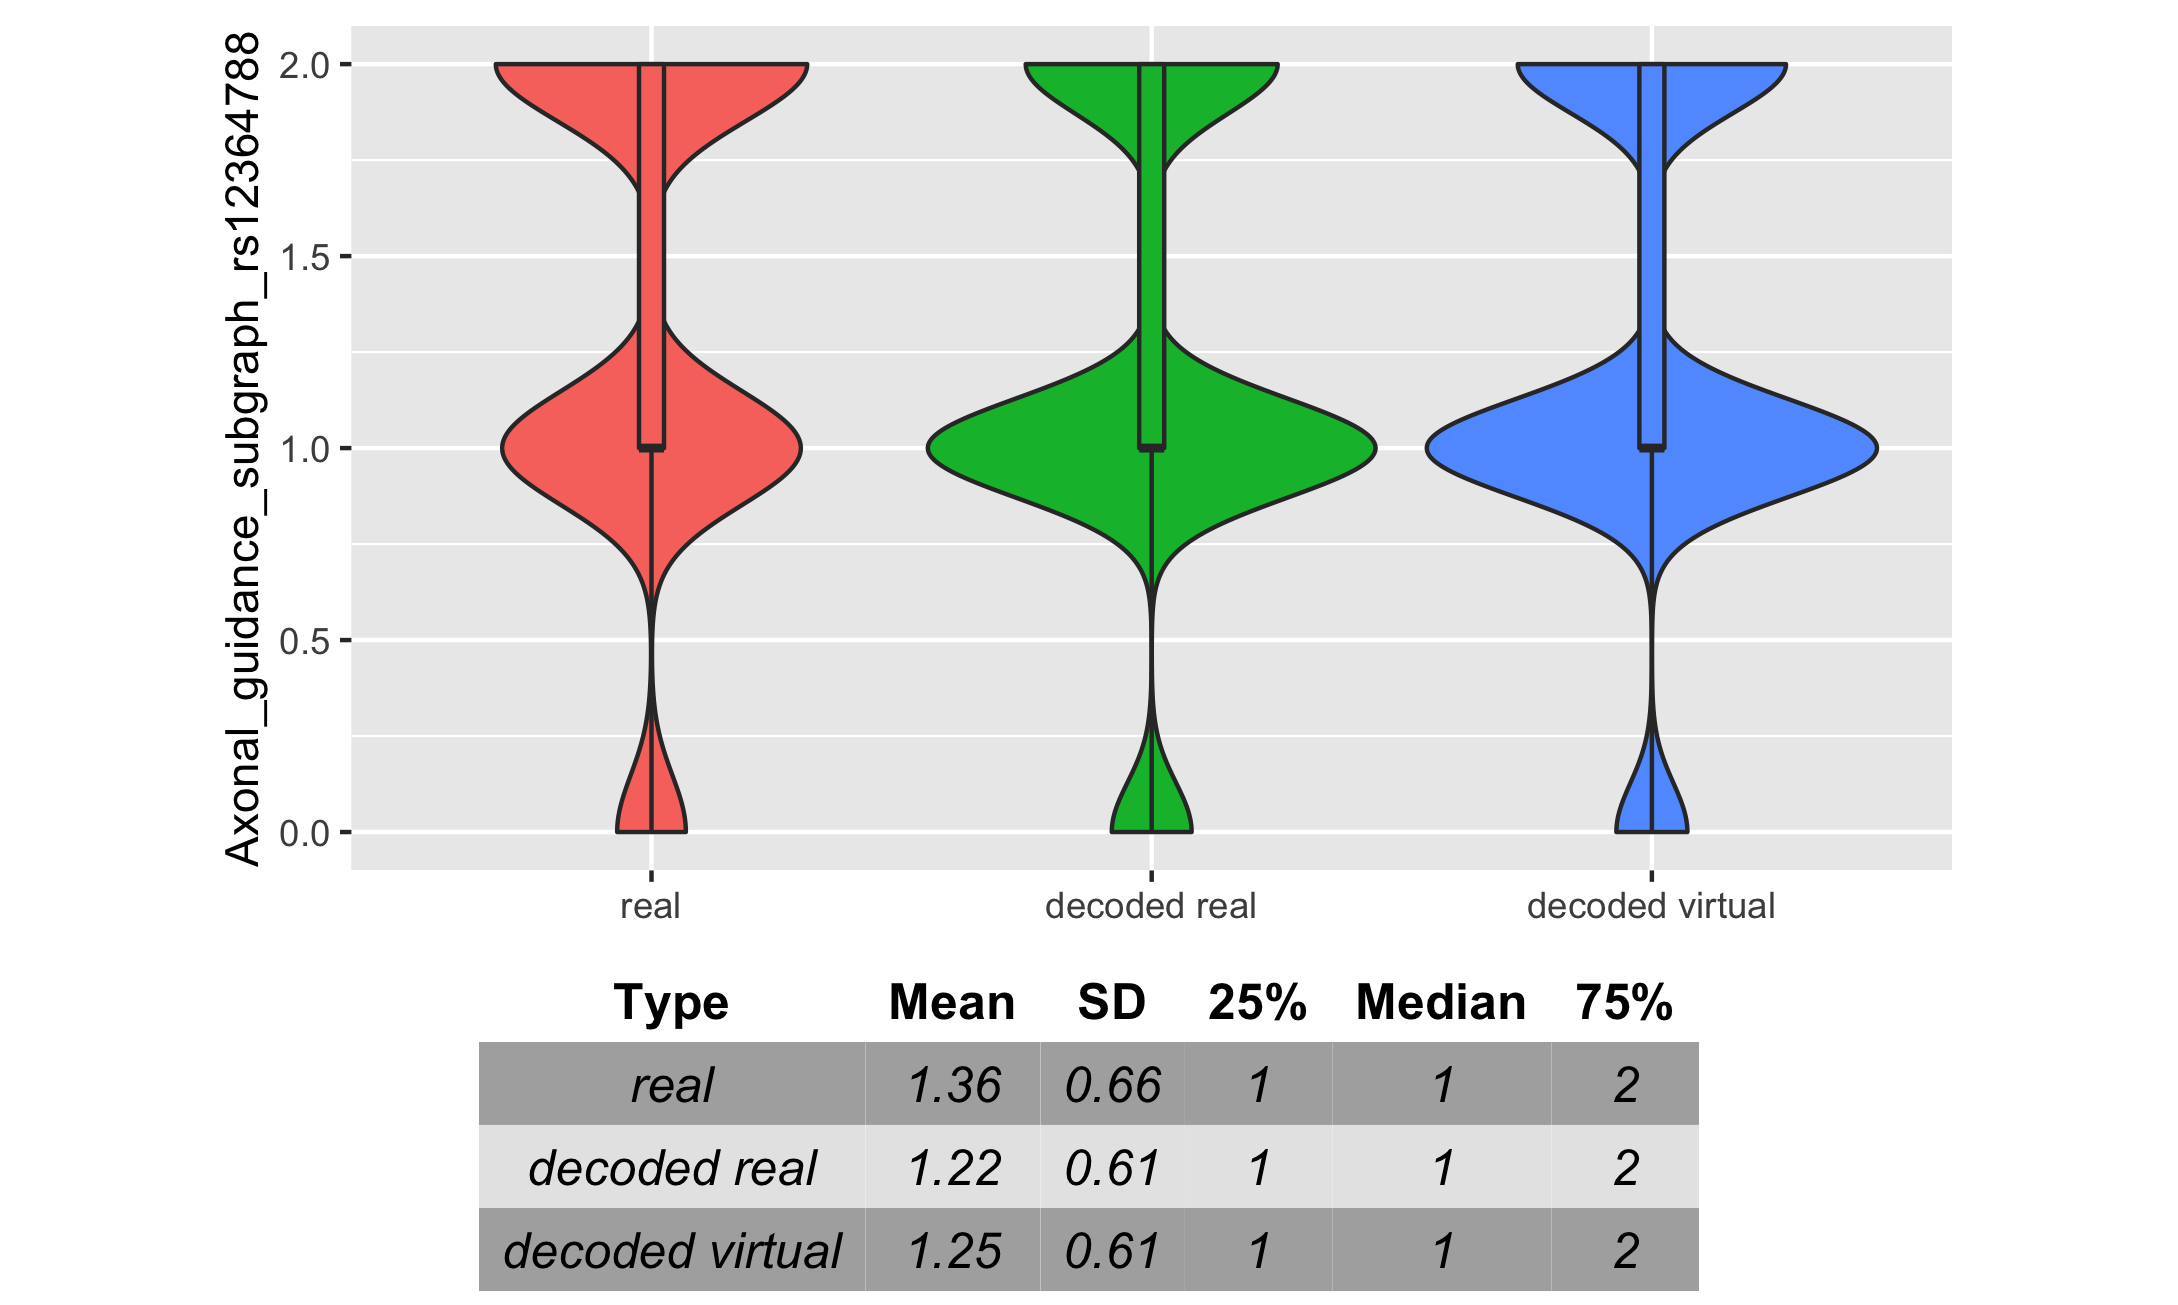 Axonal_guidance_subgraph_rs12364788
2.0
1.5
1.0
0.5
0.0
real decoded real decoded virtual
Type Mean SD 25% Median 75%
real 1.36 0.66 1 1 2
decoded real 1.22 0.61 1 1 2
decoded virtual 1.25 0.61 1 1 2